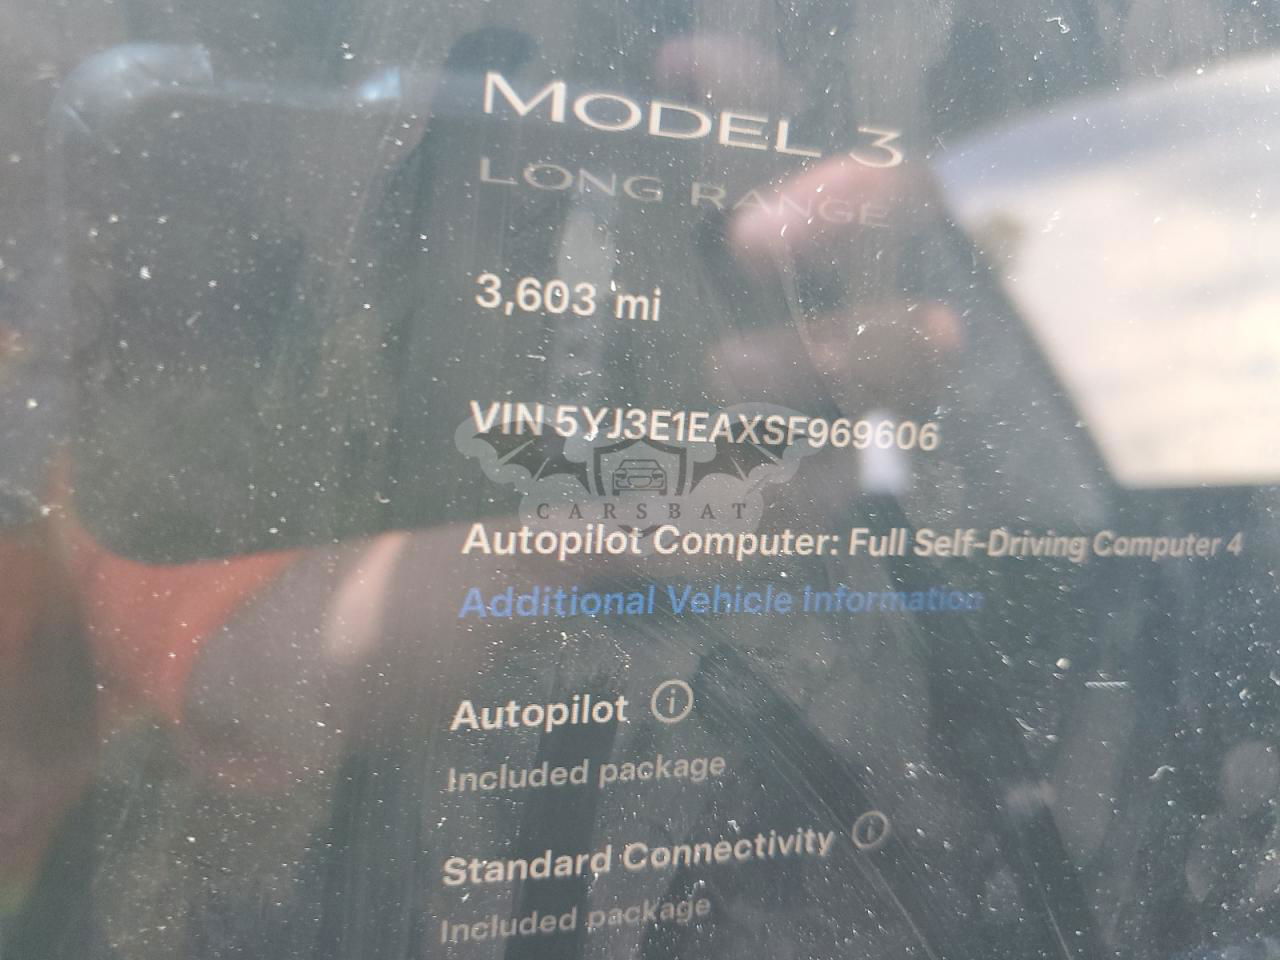 MODEL 3
LONG RANGE
3,603 mi
VIN 5YJ3E1EAXSF969606
CARSBAT
Autopilot Computer: Full Self-Driving Computer 4
Additional Vehicle Information
Autopilot
Included package
Standard Connectivity
Included package